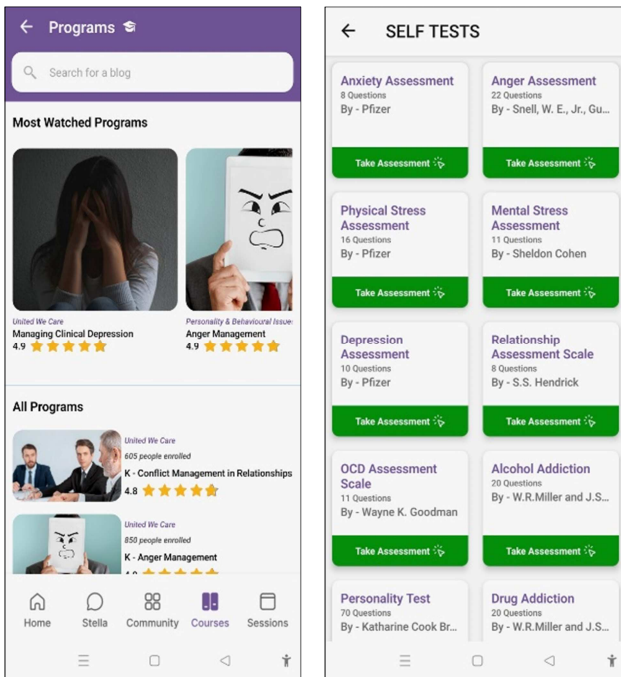 Programs
Search for a blog
Most Watched Programs
United We Care
Managing Clinical Depression
4.9
Personality & Behavioural Issue
Anger Management
4.9
All Programs
United We Care
605 people enrolled
K - Conflict Management in Relationships
4.8
United We Care
850 people enrolled
K - Anger Management
Home
Stella
Community
Courses
Sessions
SELF TESTS
Anxiety Assessment
8 Questions
By - Pfizer
Take Assessment
Anger Assessment
22 Questions
By - Snell, W. E., Jr., Gu...
Take Assessment
Physical Stress
Assessment
16 Questions
By - Pfizer
Take Assessment
Mental Stress
Assessment
11 Questions
By - Sheldon Cohen
Take Assessment
Depression
Assessment
10 Questions
By - Pfizer
Take Assessment
Relationship
Assessment Scale
8 Questions
By - S.S. Hendrick
Take Assessment
OCD Assessment
Scale
11 Questions
By - Wayne K. Goodman
Take Assessment
Alcohol Addiction
20 Questions
By - W.R.Miller and J.S...
Take Assessment
Personality Test
70 Questions
By - Katharine Cook Br...
Drug Addiction
20 Questions
By - W.R.Miller and J.S...